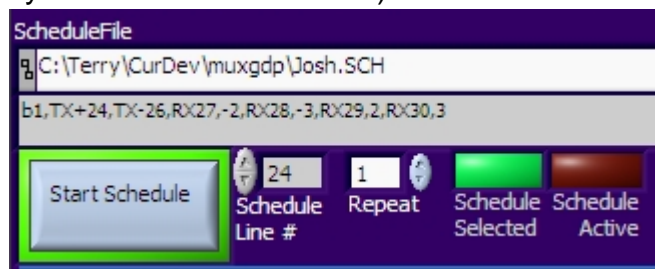 ScheduleFile
C:\Terry\CurDev\muxgdp\Josh.SCH
b1,TX+24,TX-26,RX27,-2,RX28,-3,RX29,2,RX30,3
Start Schedule
24
1
Schedule Line #
Repeat
Schedule Selected
Schedule Active